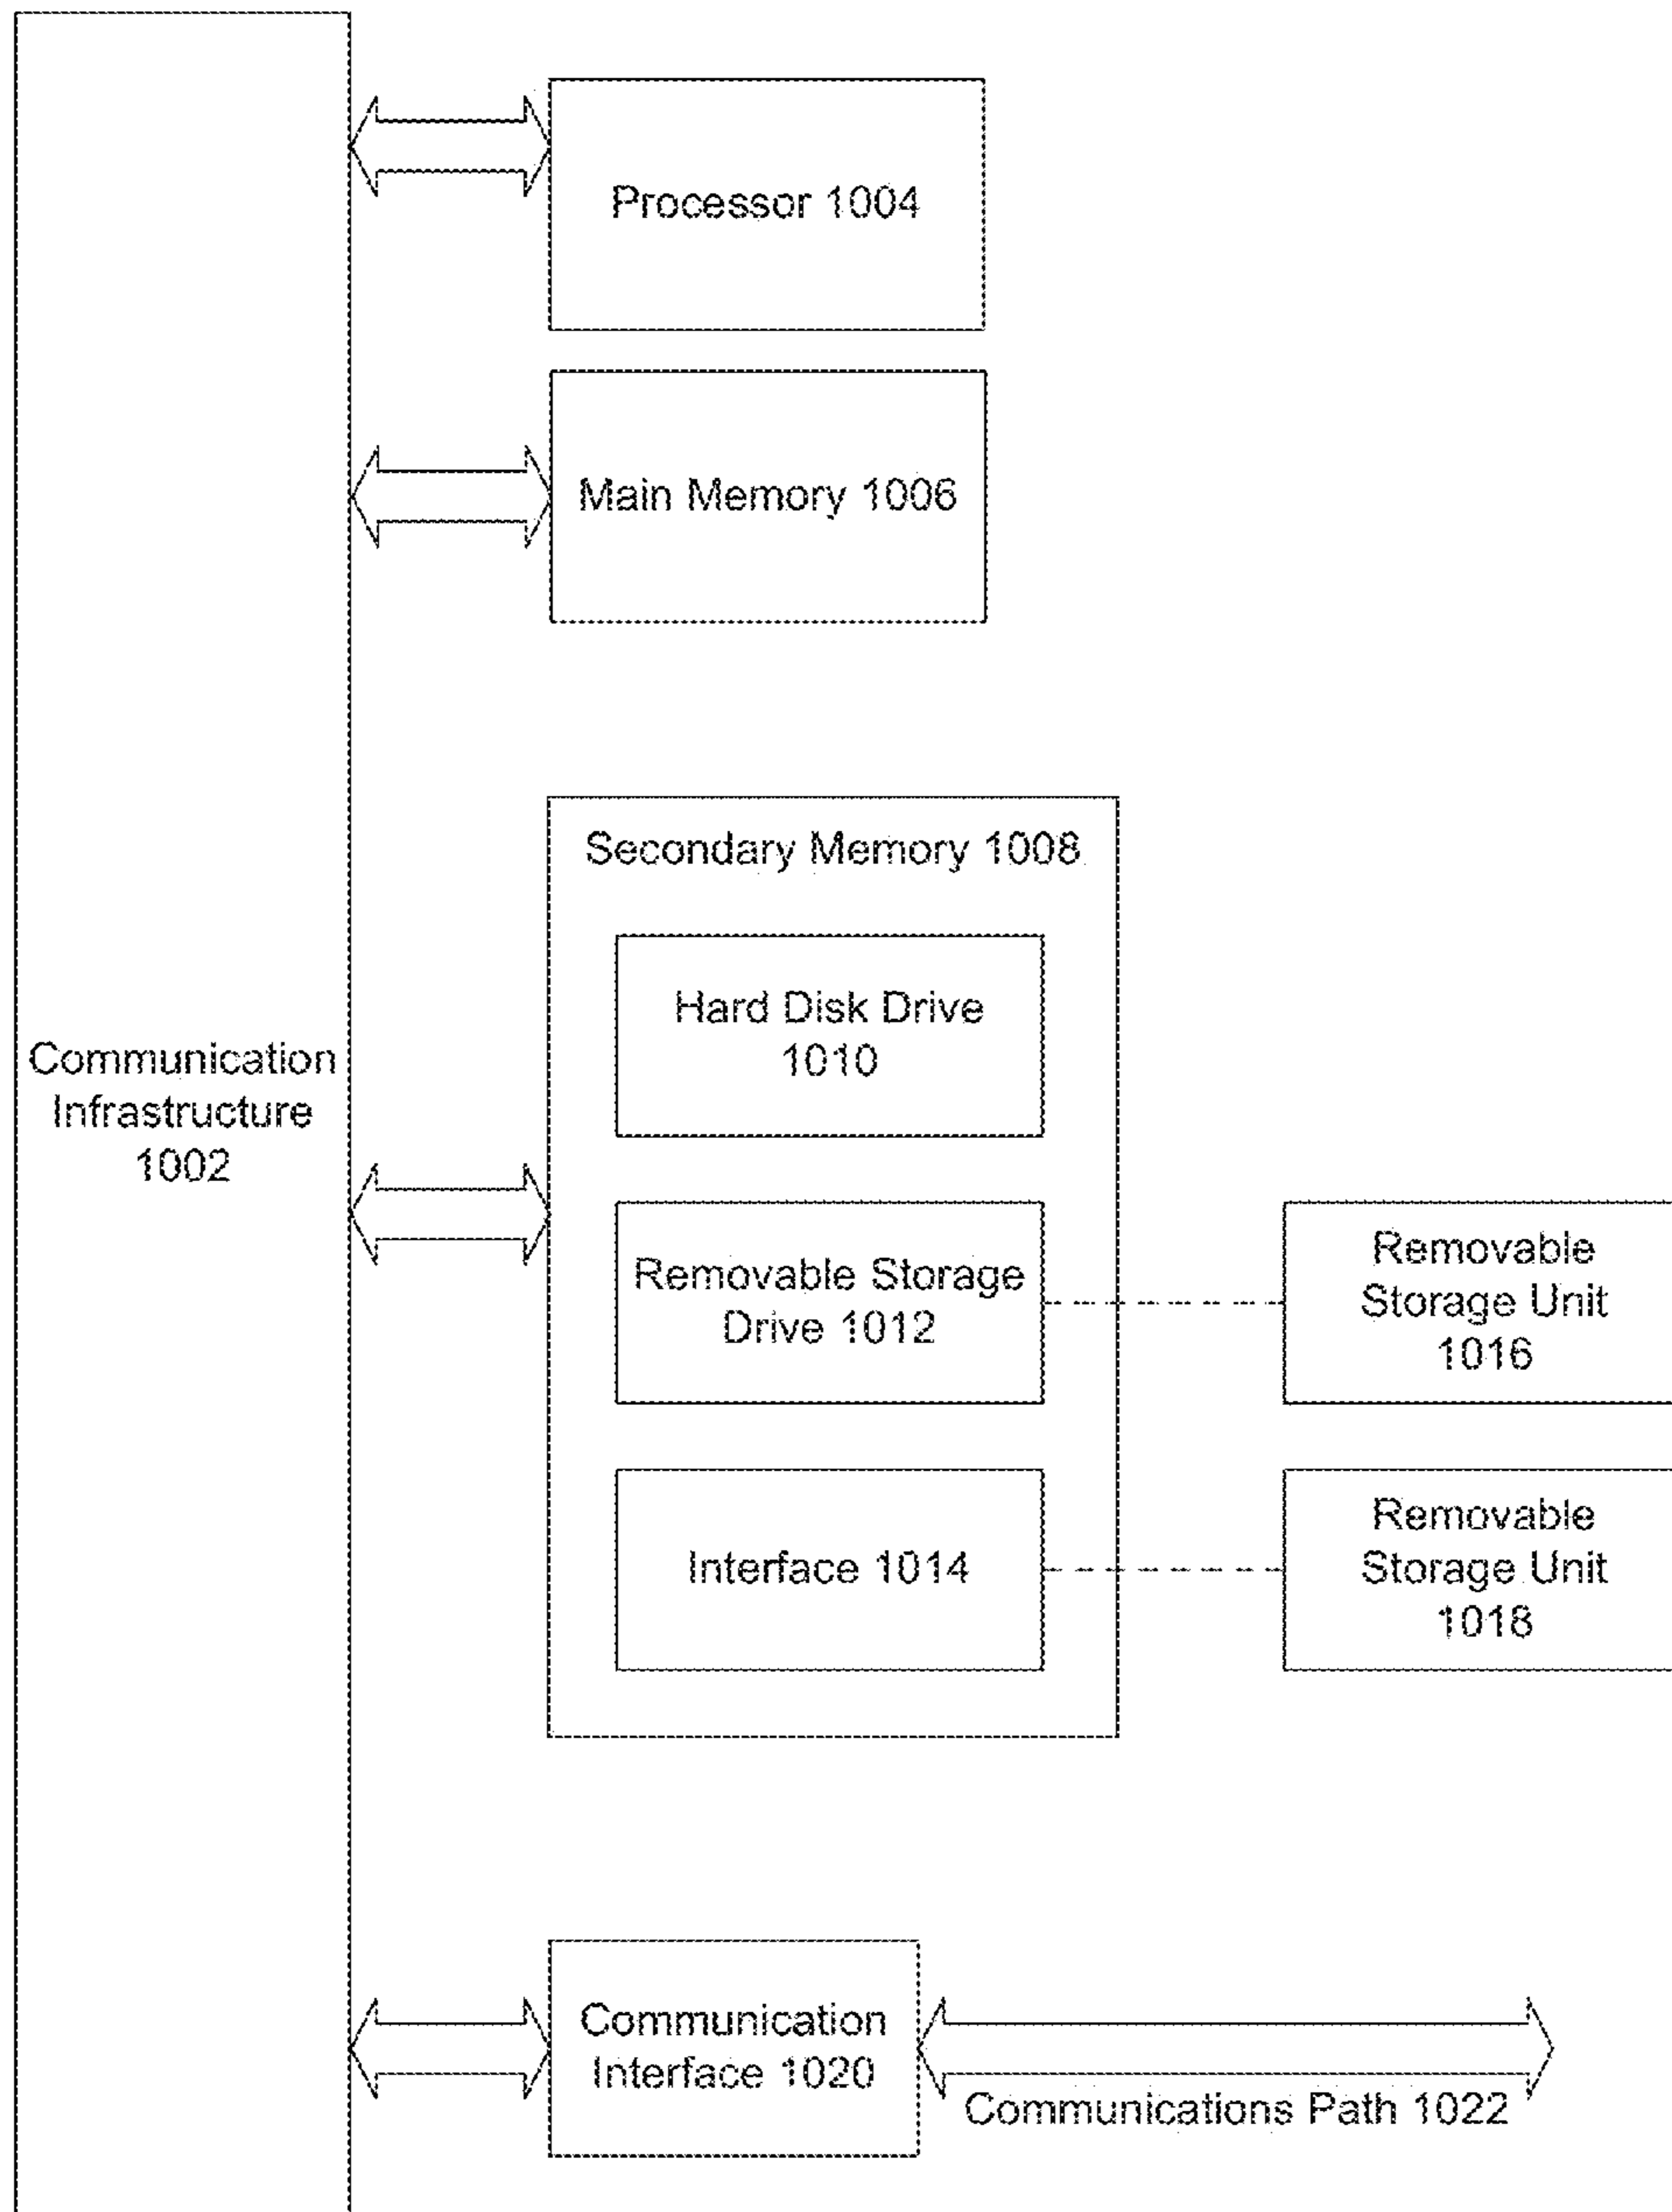 Processor 1004
Main Memory 1006
Secondary Memory 1008
Hard Disk Drive
1010
Communication
Infrastructure
1002
Removable Storage
Drive 1012
Removable
Storage Unit
1016
Interface 1014
Removable
Storage Unit
1018
Communication
Interface 1020
Communications Path 1022